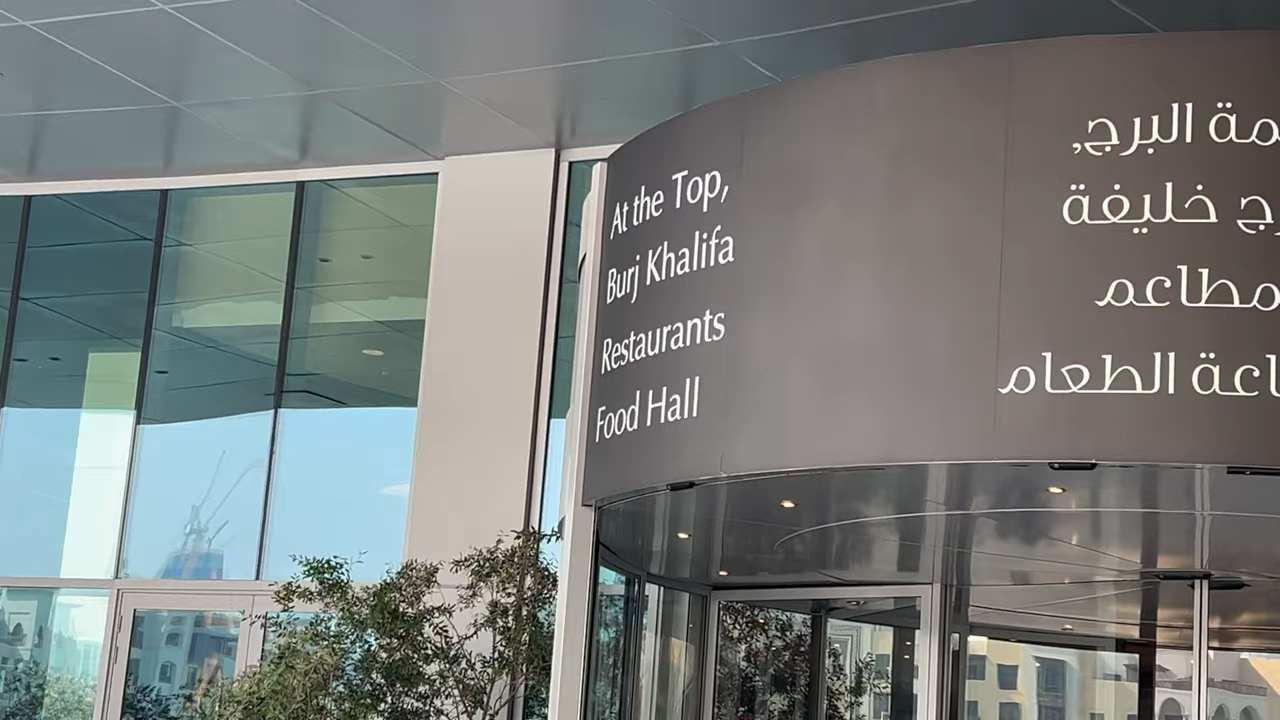 At the Top,
Burj Khalifa
Restaurants
Food Hall
البرج,
خليفة
الطعام